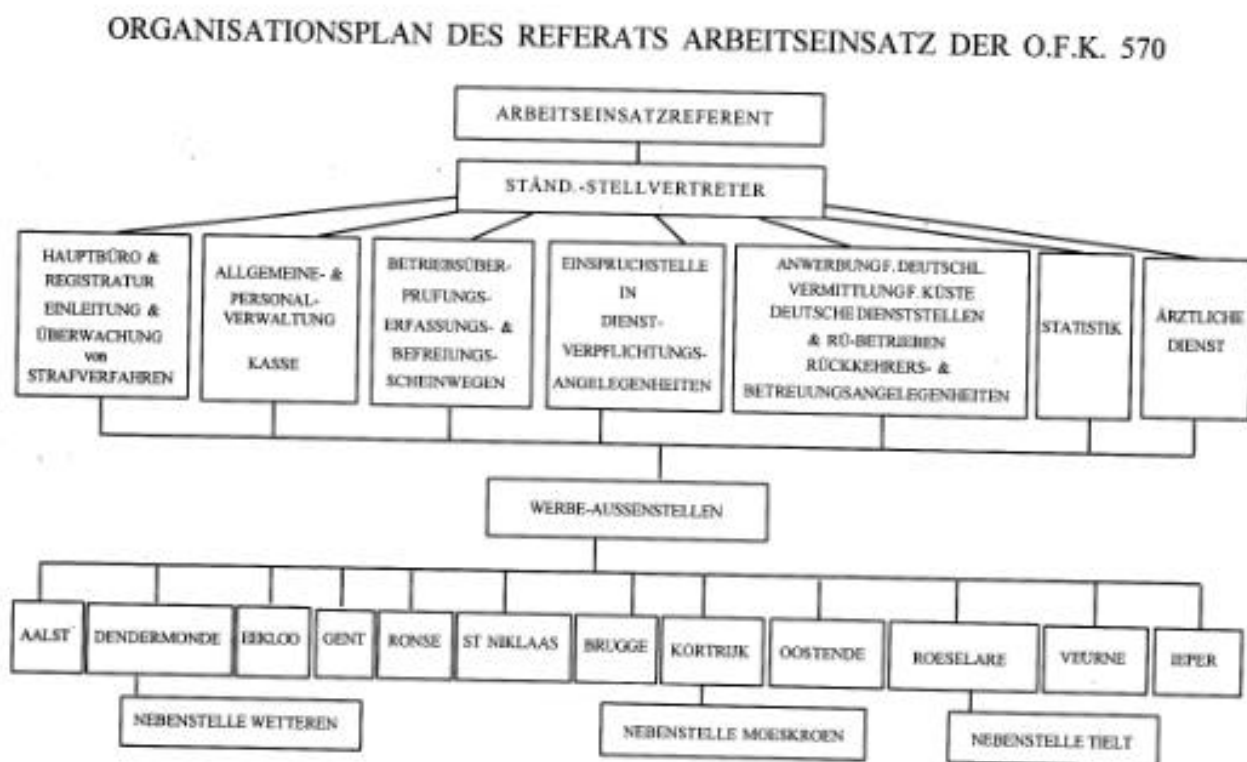 ORGANISATIONSPLAN DES REFERATS ARBEITSEINSATZ DER O.F.K. 570
ARBEITSEINSATZREFERENT
STÄND.-STELLVERTRETER
HAUPTBÜRO &
REGISTRATUR
EINLEITUNG &
ÜBERWACHUNG
von
STRAFVERFAHREN
ALLGEMEINE- &
PERSONAL-
VERWALTUNG
KASSE
BETRIEBSÜBER-
PRUFUNGS-
ERFASSUNGS- &
BEFREIUNGS-
SCHEINWEGEN
EINSPRUCHSTELLE
IN
DIENST-
VERPFLICHTUNGS-
ANGELEGENHEITEN
ANWERBUNG F. DEUTSCHL.
VERMITTLUNG F. KÜSTE
DEUTSCHE DIENSTSTELLEN
& RÜ-BETRIEBEN
RÜCKKEHRERS- &
BETREUUNGSANGELEGENHEITEN
STATISTIK
ÄRZTLICHE
DIENST
WERBE-AUSSENSTELLEN
AALST
DENDERMONDE
EEKLOO
GENT
RONSE
ST NIKLAAS
BRUGGE
KORTRIJK
OOSTENDE
ROESELARE
VEURNE
IEPER
NEBENSTELLE WETTEREN
NEBENSTELLE MOESKROEN
NEBENSTELLE TIELT